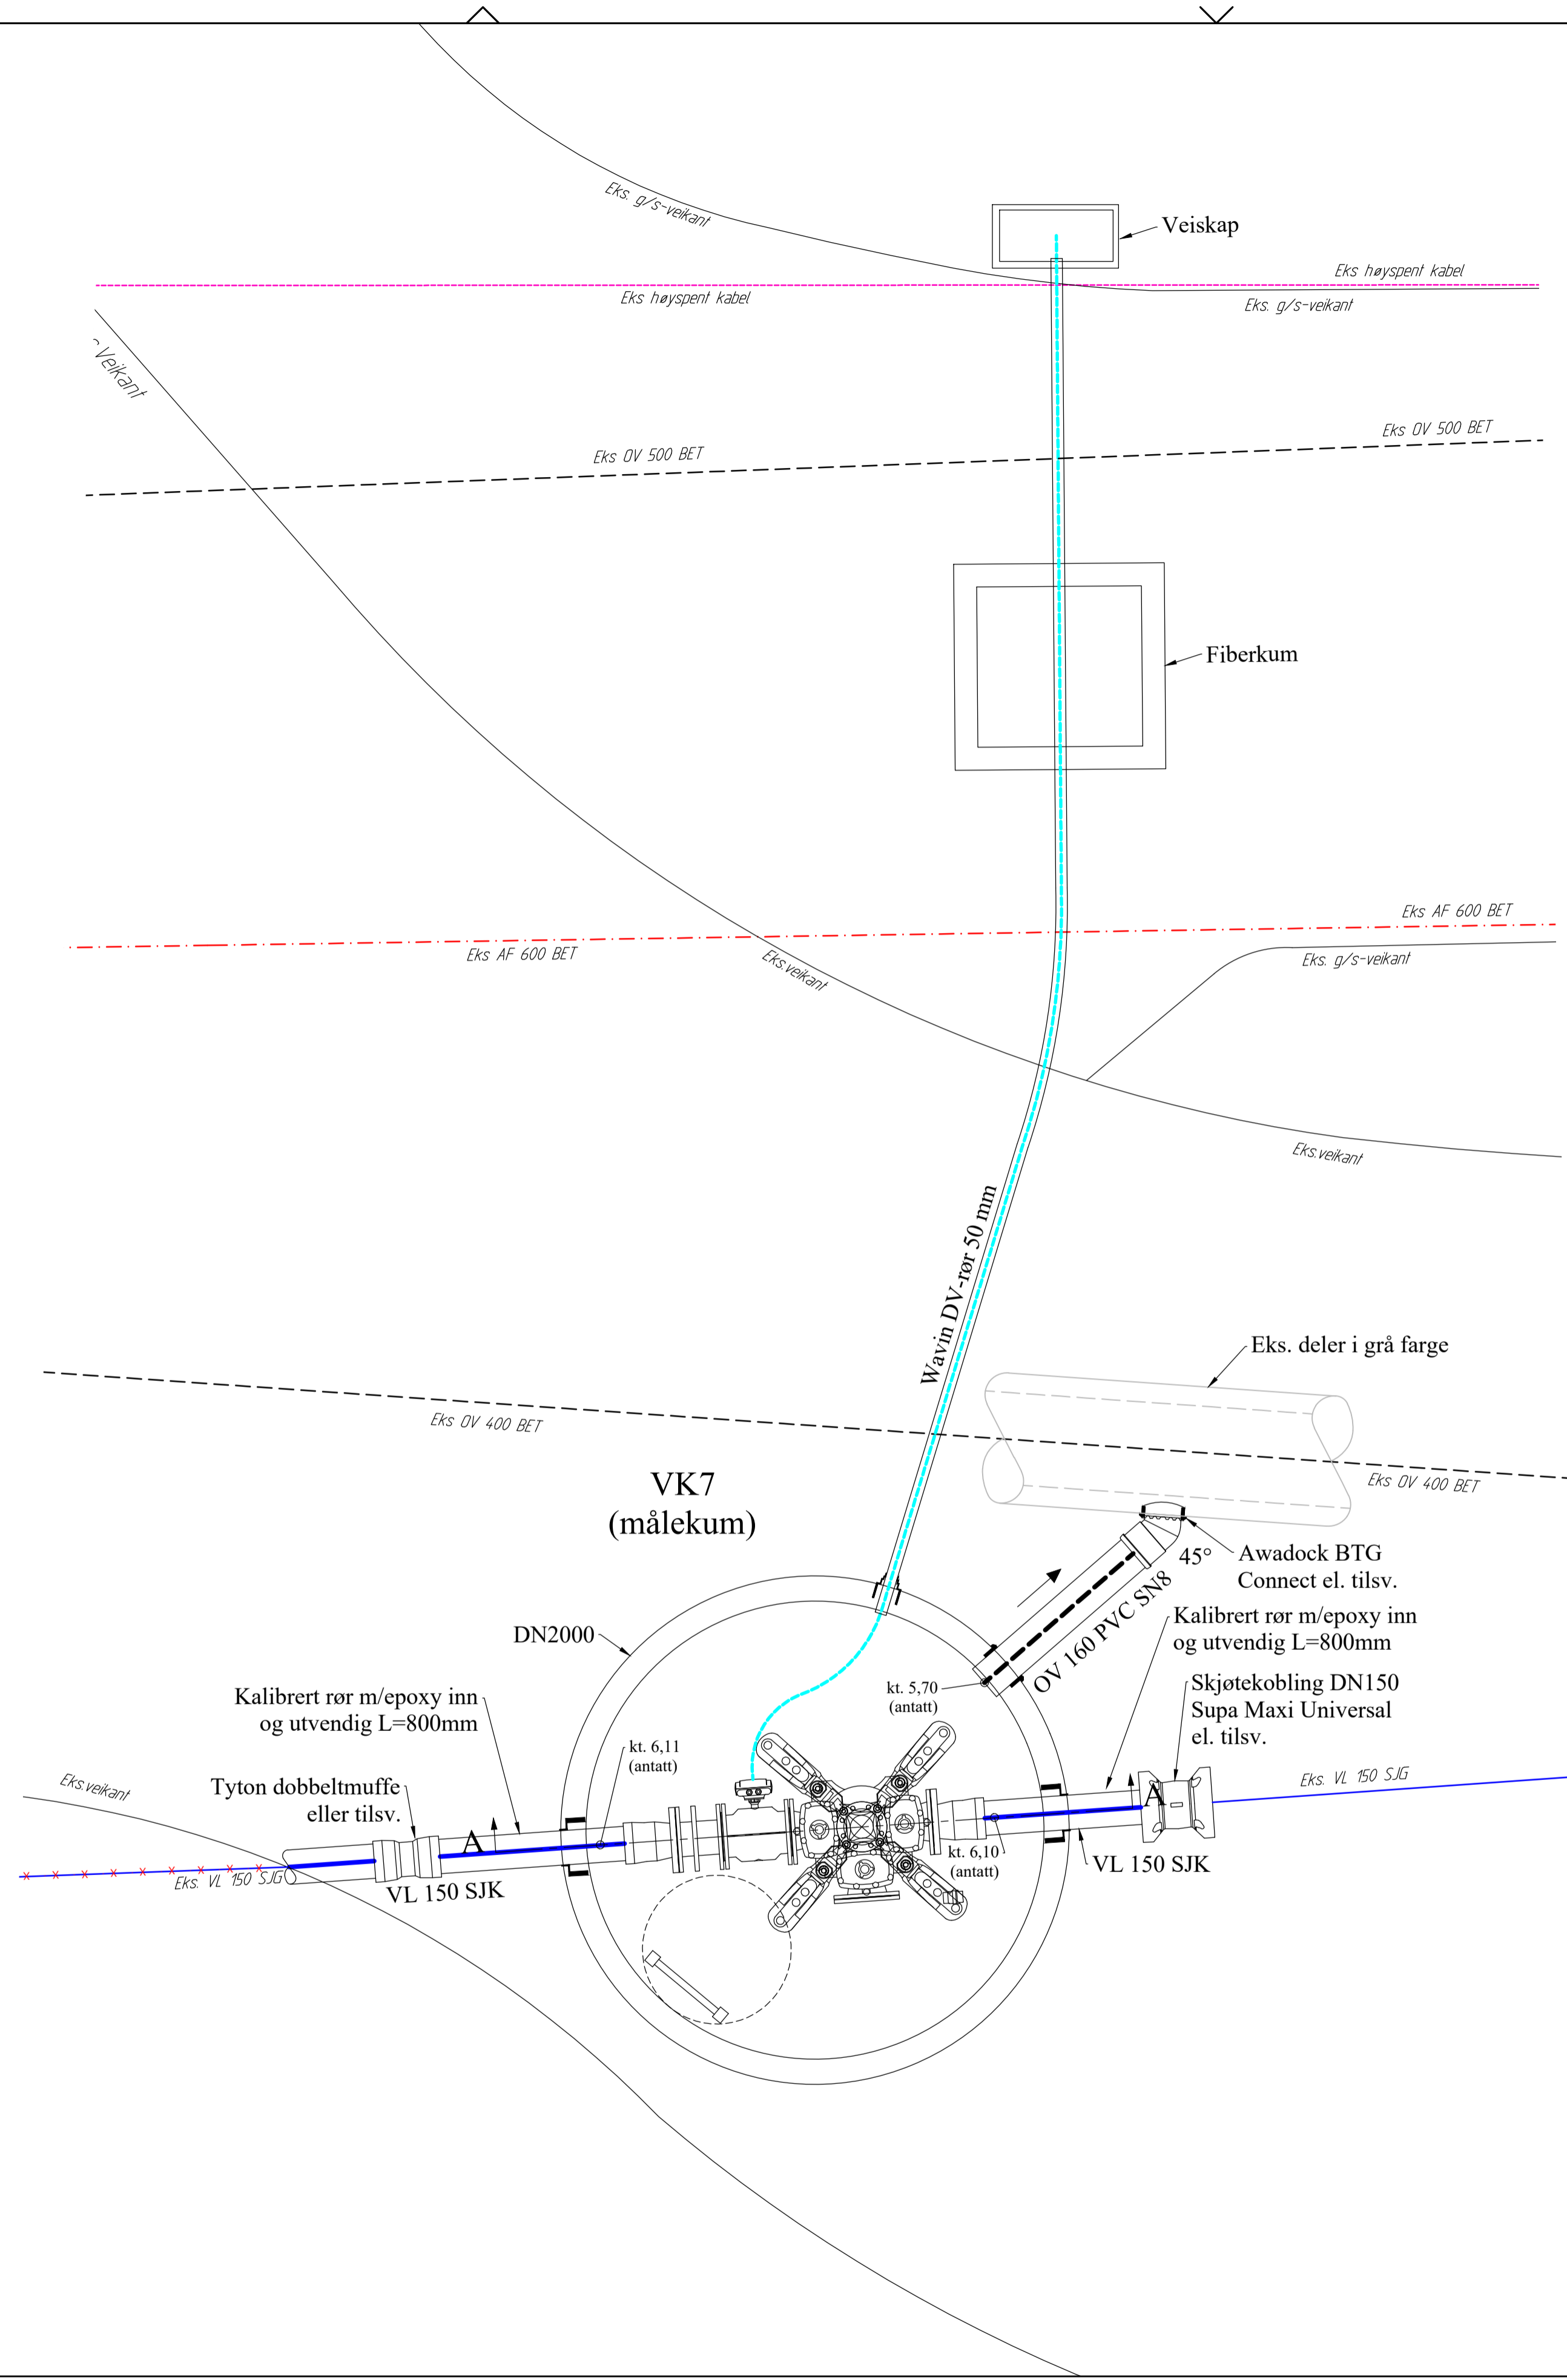 Eks. g/s-veikant
Veiskap
Eks høyspent kabel
Eks høyspent kabel
Eks. g/s-veikant
Veikant
Eks OV 500 BET
Eks OV 500 BET
Fiberkum
Eks AF 600 BET
Eks AF 600 BET
Eks.veikant
Eks. g/s-veikant
Eks.veikant
Wavin DV-rør 50 mm
Eks. deler i grå farge
Eks OV 400 BET
Eks OV 400 BET
VK7
(målekum)
45°
Awadock BTG
Connect el. tilsv.
OV 160 PVC SN8
Kalibrert rør m/epoxy inn
og utvendig L=800mm
DN2000
Skjøtekobling DN150
Supa Maxi Universal
el. tilsv.
kt. 5,70
(antatt)
Kalibrert rør m/epoxy inn
og utvendig L=800mm
kt. 6,11
(antatt)
Eks.veikant
Tyton dobbeltmuffe
eller tilsv.
Eks. VL 150 SJG
A
A
kt. 6,10
(antatt)
VL 150 SJK
Eks. VL 150 SJG
VL 150 SJK